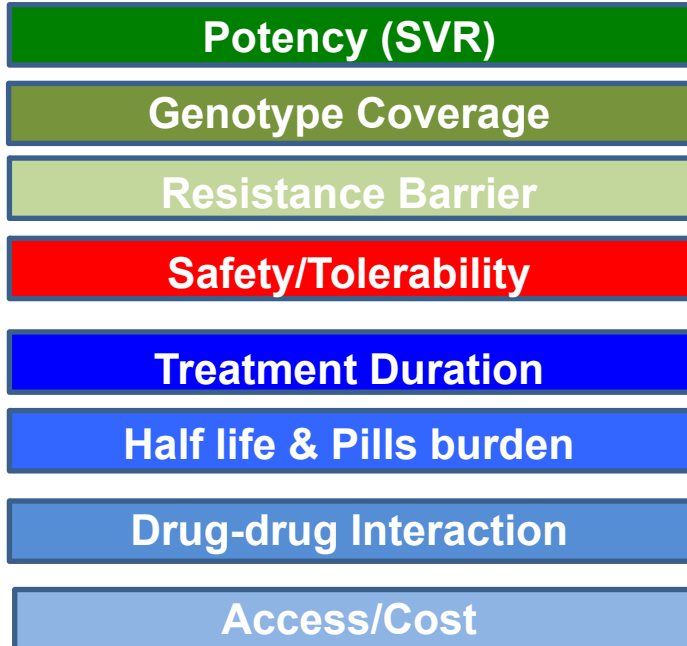 Potency (SVR)
Genotype Coverage
Resistance Barrier
Safety/Tolerability
Treatment Duration
Half life & Pills burden
Drug-drug Interaction
Access/Cost